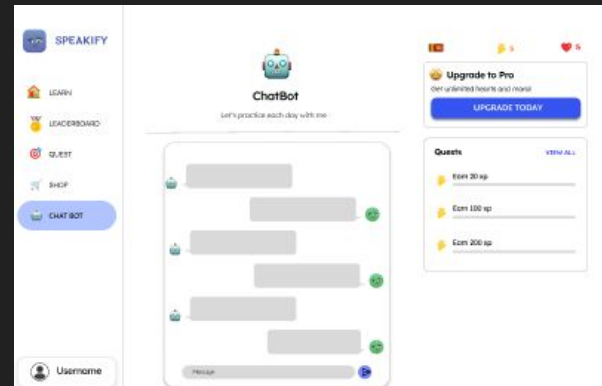 SPEAKIFY
LEARN
LEADERBOARD
QUEST
SHOP
CHAT BOT
Username
ChatBot
Let's practice each day with me
Message
5
5
Upgrade to Pro
Get unlimited hearts and more!
UPGRADE TODAY
Quests
VIEW ALL
Earn 20 xp
Earn 100 xp
Earn 200 xp